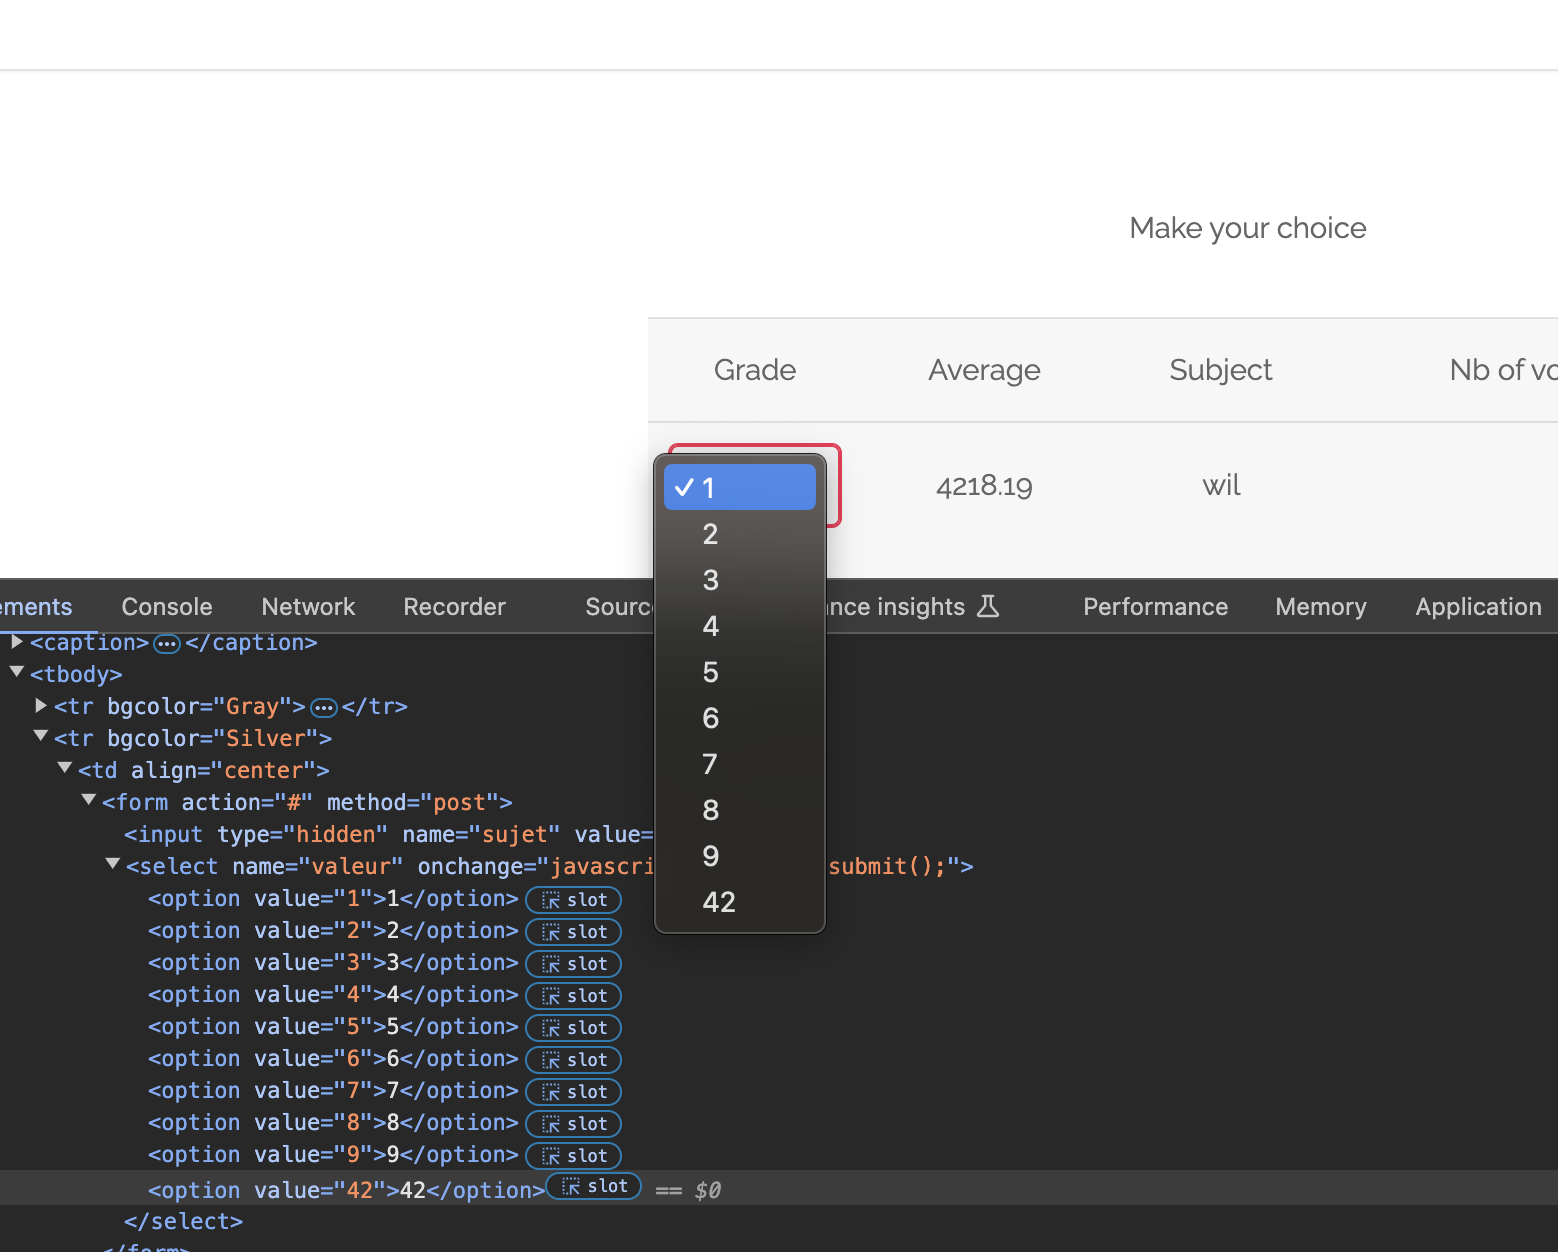 Make your choice
Grade Average Subject Nb of
4218.19 wil
✓ 1
2
3
4
5
6
7
8
9
42
Console Network Recorder insights Performance Memory Application
<caption>…</caption>
<tbody>
<tr bgcolor="Gray">…</tr>
<tr bgcolor="Silver">
<td align="center">
<form action="#" method="post">
<input type="hidden" name="sujet" value=
<select name="valeur" onchange="javascri submit();">
<option value="1">1</option> slot
<option value="2">2</option> slot
<option value="3">3</option> slot
<option value="4">4</option> slot
<option value="5">5</option> slot
<option value="6">6</option> slot
<option value="7">7</option> slot
<option value="8">8</option> slot
<option value="9">9</option> slot
<option value="42">42</option> slot == $0
</select>